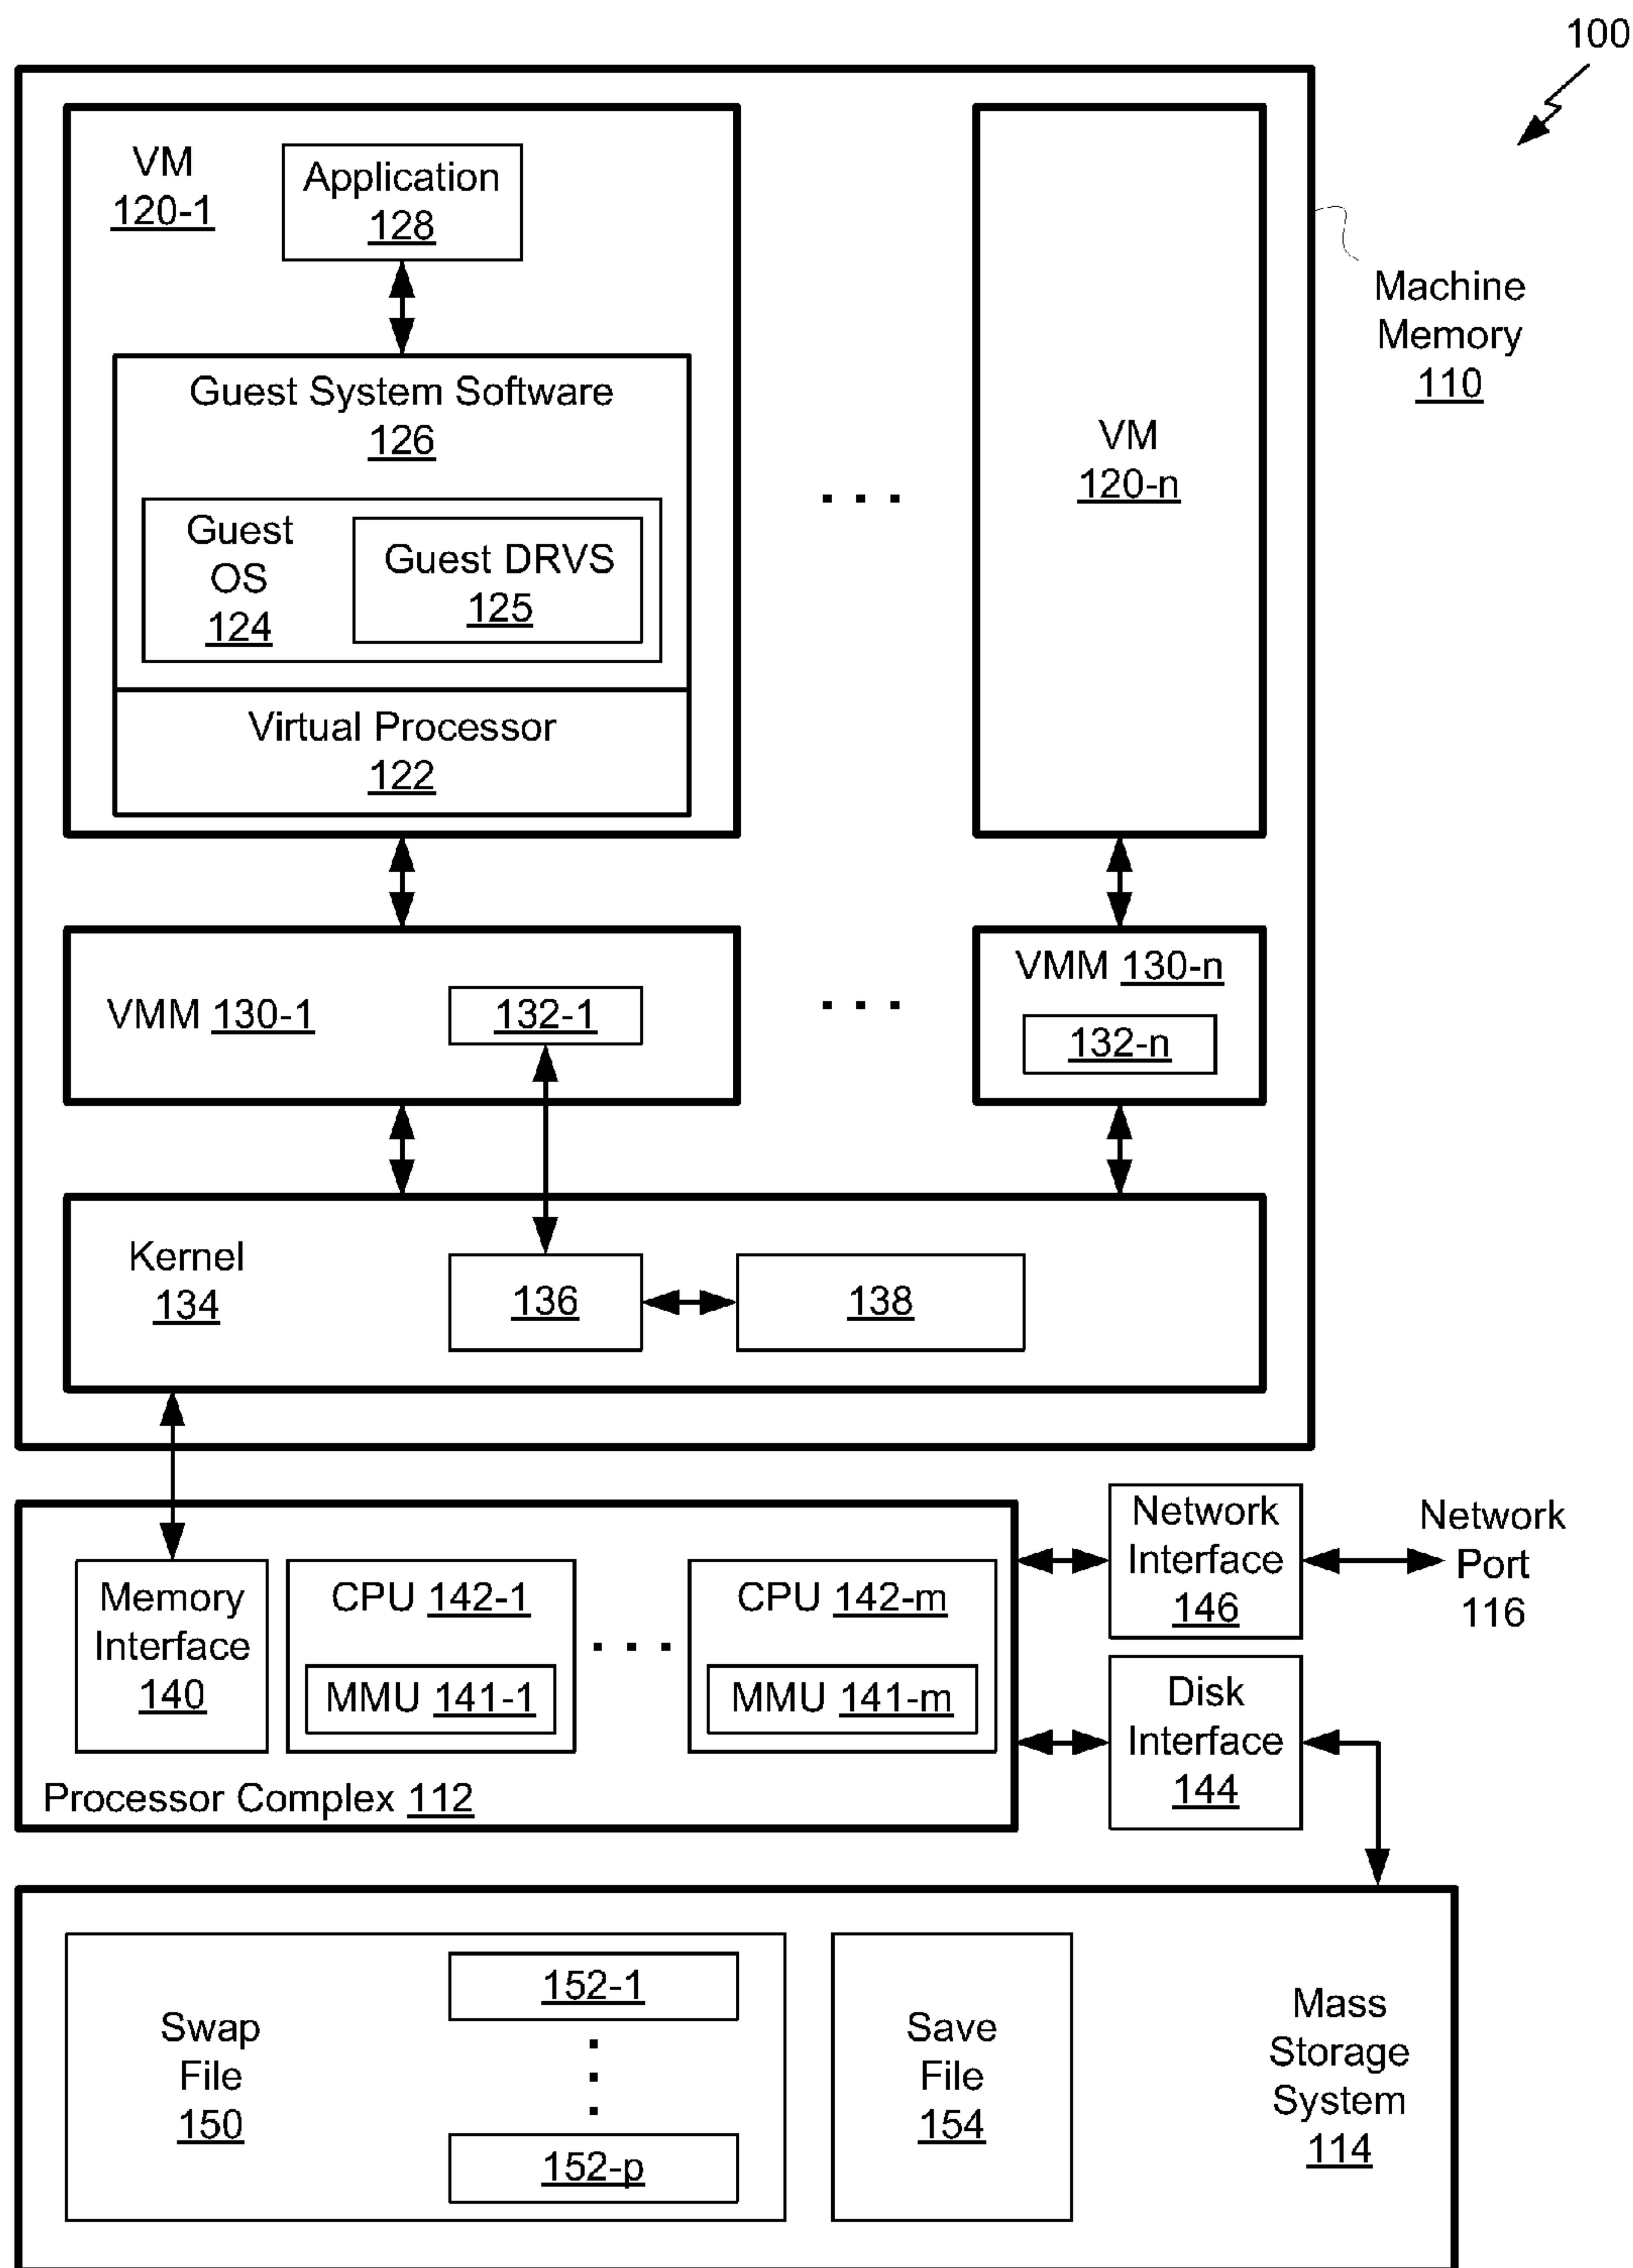 100
VM
120-1
Application
128
Machine
Memory
110
Guest System Software
126
VM
120-n
. . .
Guest
OS
124
Guest DRVS
125
Virtual Processor
122
VMM 130-1
132-1
. . .
VMM 130-n
132-n
Kernel
134
136
138
Memory
Interface
140
CPU 142-1
MMU 141-1
. . .
CPU 142-m
MMU 141-m
Processor Complex 112
Network
Interface
146
Network
Port
116
Disk
Interface
144
Swap
File
150
152-1
.
.
.
152-p
Save
File
154
Mass
Storage
System
114